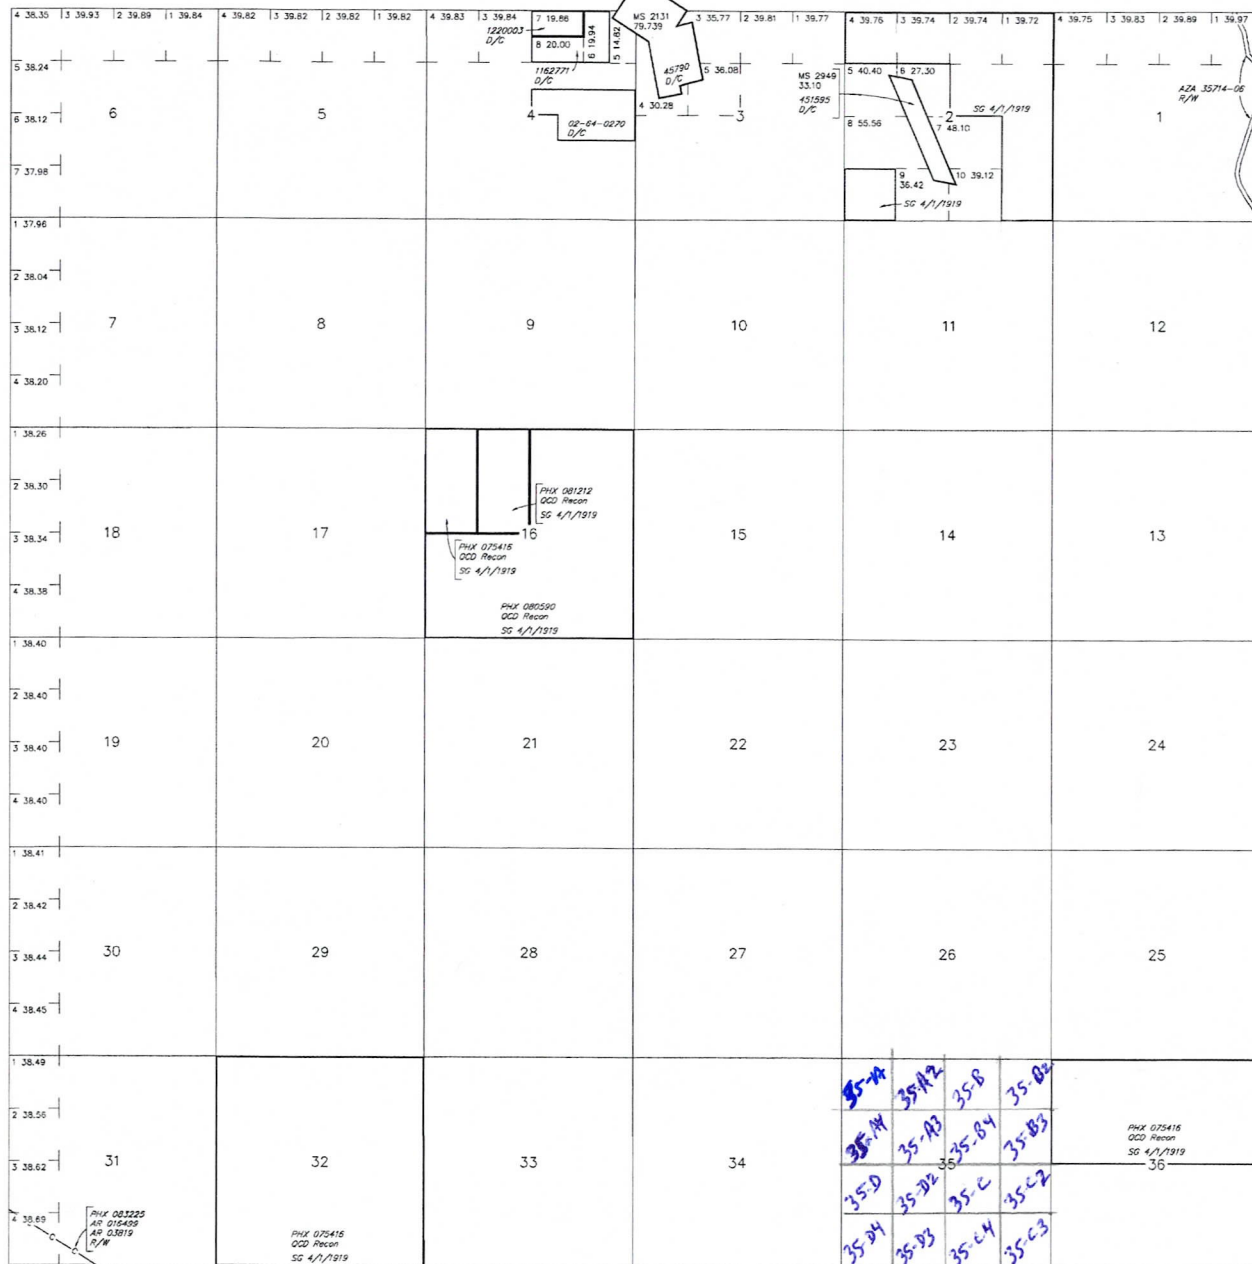 4 38.35 3 39.93 2 39.89 1 39.84 4 39.82 3 39.82 2 39.82 1 39.82 4 39.83 3 39.84 7 19.86 MS 2131 3 35.77 2 39.81 1 39.77 4 39.76 3 39.74 2 39.74 1 39.72 4 39.75 3 39.83 2 39.89 1 39.97
79.739
1220003
D/C
8 20.00
6 19.94
5 14.82
5 38.24
1162771
D/C
45790
D/C
5 36.08
MS 2949
33.10
451595
D/C
5 40.40 6 27.30
AZA 35714-06
R/W
4 30.28
SG 4/1/1919
6 38.12 6 5 4 3 2 1
02-64-0270
D/C
8 55.56
7 48.10
7 37.98
9
36.42
10 39.12
SG 4/1/1919
1 37.96
2 38.04
3 38.12 7 8 9 10 11 12
4 38.20
1 38.26
2 38.30
PHX 081212
QCD Recon
SG 4/1/1919
3 38.34 18 17 16 15 14 13
PHX 075416
QCD Recon
SG 4/1/1919
4 38.38
PHX 080590
QCD Recon
SG 4/1/1919
1 38.40
2 38.40
3 38.40 19 20 21 22 23 24
4 38.40
1 38.41
2 38.42
3 38.44 30 29 28 27 26 25
4 38.45
1 38.49
35-A 35-A2 35-B 35-B2
2 38.56
35-A4 35-A3 35-B4 35-B3
PHX 075416
QCD Recon
SG 4/1/1919
3 38.62 31 32 33 34 35 36
35-D 35-D2 35-C 35-C2
4 38.69
PHX 083225
AR 016499
AR 03819
R/W
C
C
PHX 075416
QCD Recon
SG 4/1/1919
35-D4 35-D3 35-C4 35-C3